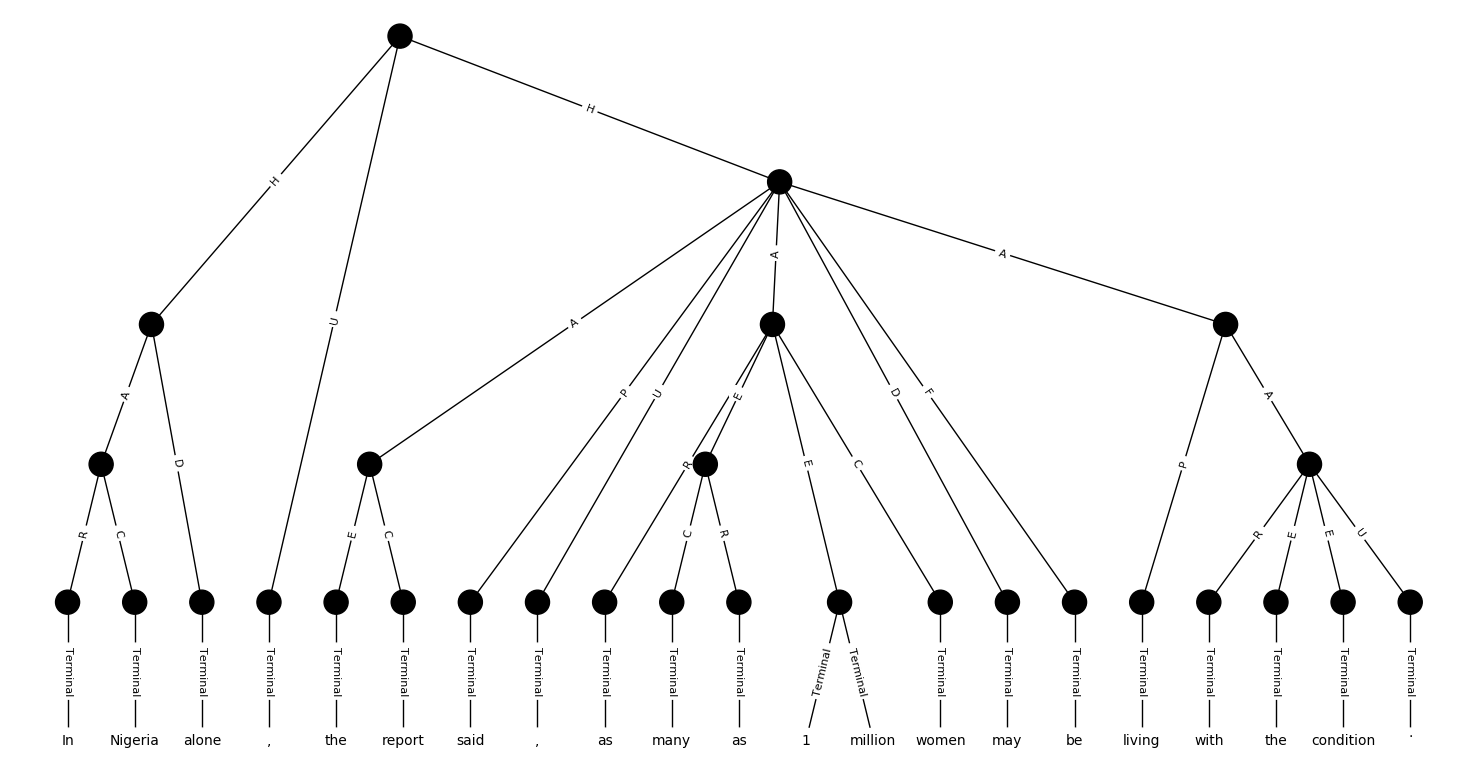 H
H
A
U
A
A
P
U
E
D
F
A
A
D
R
E
C
P
R
C
E
C
C
R
R
E
E
U
Terminal Terminal Terminal Terminal Terminal Terminal Terminal Terminal Terminal Terminal Terminal Terminal Terminal Terminal Terminal Terminal Terminal Terminal Terminal Terminal Terminal
In Nigeria alone , the report said , as many as 1 million women may be living with the condition .